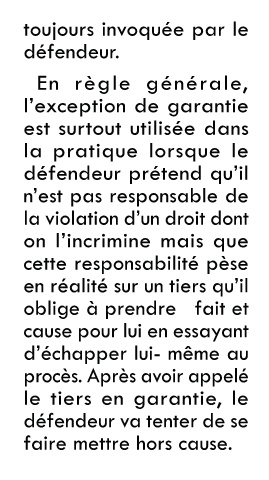 toujours invoquée par le
défendeur.
En règle générale,
l'exception de garantie
est surtout utilisée dans
la pratique lorsque le
défendeur prétend qu'il
n'est pas responsable de
la violation d'un droit dont
on l'incrimine mais que
cette responsabilité pèse
en réalité sur un tiers qu'il
oblige à prendre fait et
cause pour lui en essayant
d'échapper lui- même au
procès. Après avoir appelé
le tiers en garantie, le
défendeur va tenter de se
faire mettre hors cause.